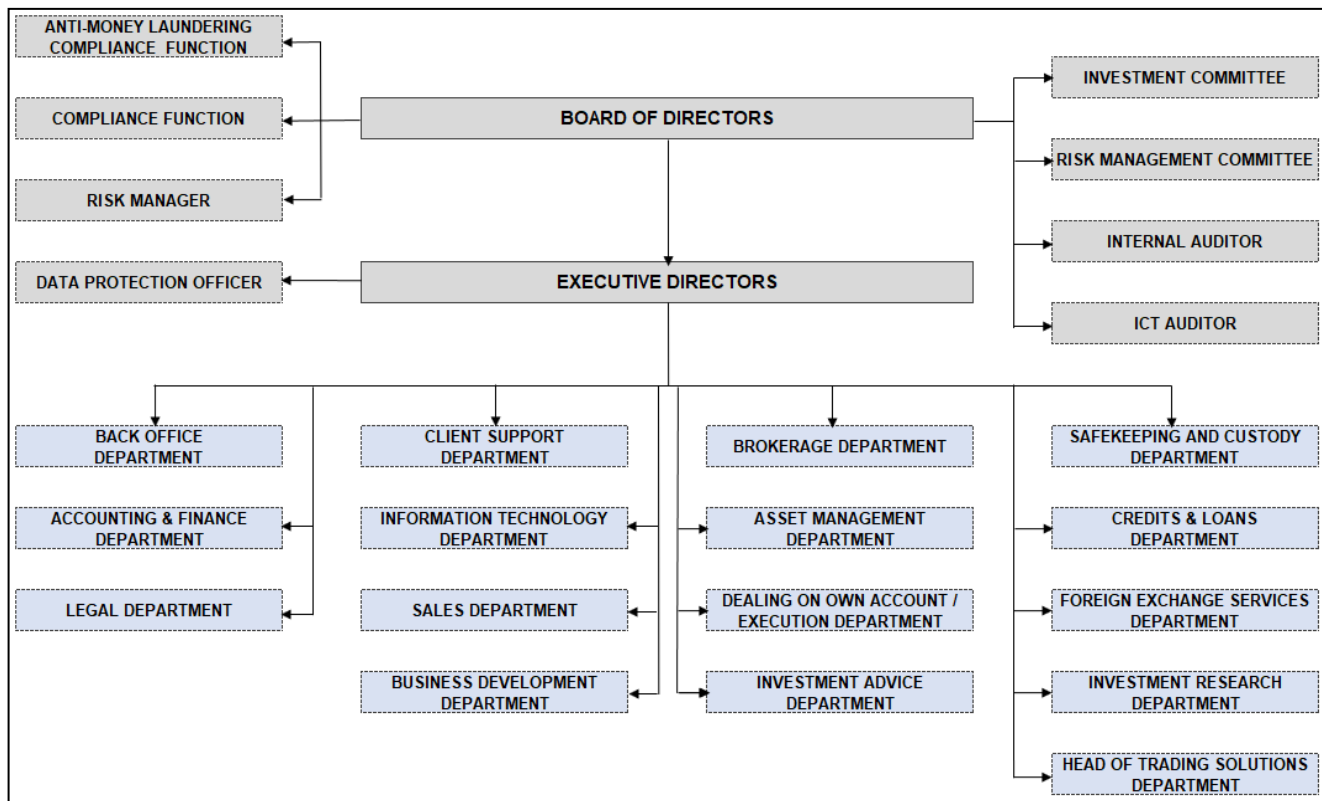 ANTI-MONEY LAUNDERING
COMPLIANCE FUNCTION
INVESTMENT COMMITTEE
COMPLIANCE FUNCTION
BOARD OF DIRECTORS
RISK MANAGEMENT COMMITTEE
RISK MANAGER
INTERNAL AUDITOR
DATA PROTECTION OFFICER
EXECUTIVE DIRECTORS
ICT AUDITOR
BACK OFFICE
DEPARTMENT
CLIENT SUPPORT
DEPARTMENT
BROKERAGE DEPARTMENT
SAFEKEEPING AND CUSTODY
DEPARTMENT
ACCOUNTING & FINANCE
DEPARTMENT
INFORMATION TECHNOLOGY
DEPARTMENT
ASSET MANAGEMENT
DEPARTMENT
CREDITS & LOANS
DEPARTMENT
LEGAL DEPARTMENT
SALES DEPARTMENT
DEALING ON OWN ACCOUNT /
EXECUTION DEPARTMENT
FOREIGN EXCHANGE SERVICES
DEPARTMENT
BUSINESS DEVELOPMENT
DEPARTMENT
INVESTMENT ADVICE
DEPARTMENT
INVESTMENT RESEARCH
DEPARTMENT
HEAD OF TRADING SOLUTIONS
DEPARTMENT